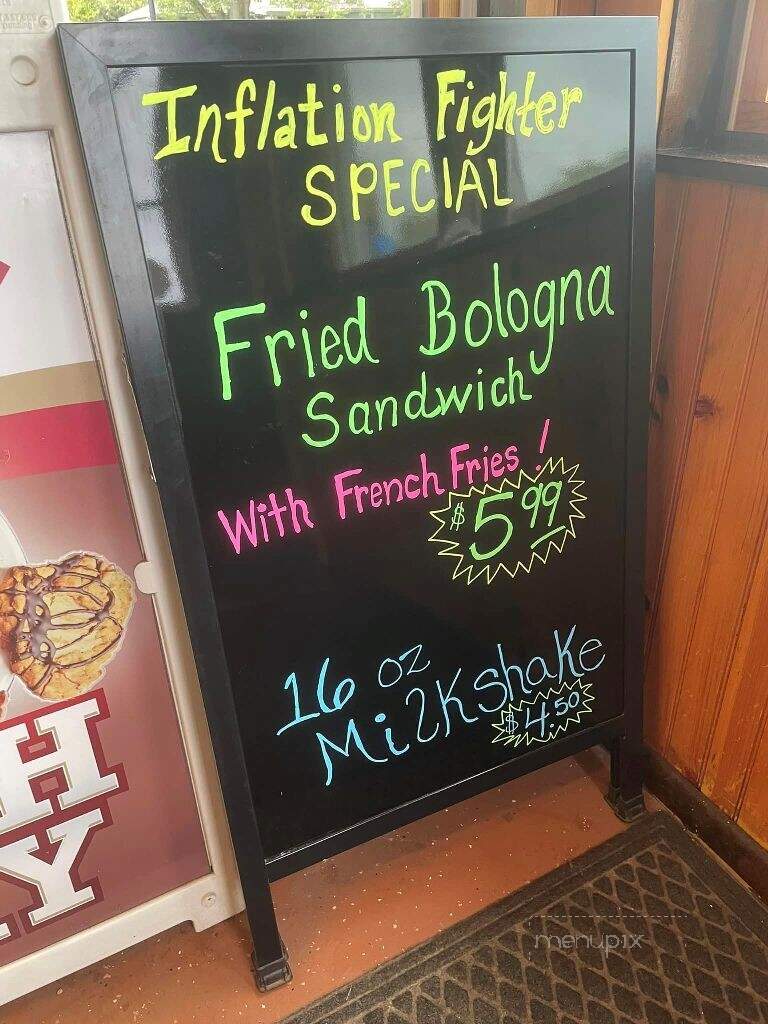 Inflation Fighter
SPECIAL
Fried Bologna
Sandwich
With French Fries!
$5.99
16 oz
Milkshake
$4.50
H
Y
menupix